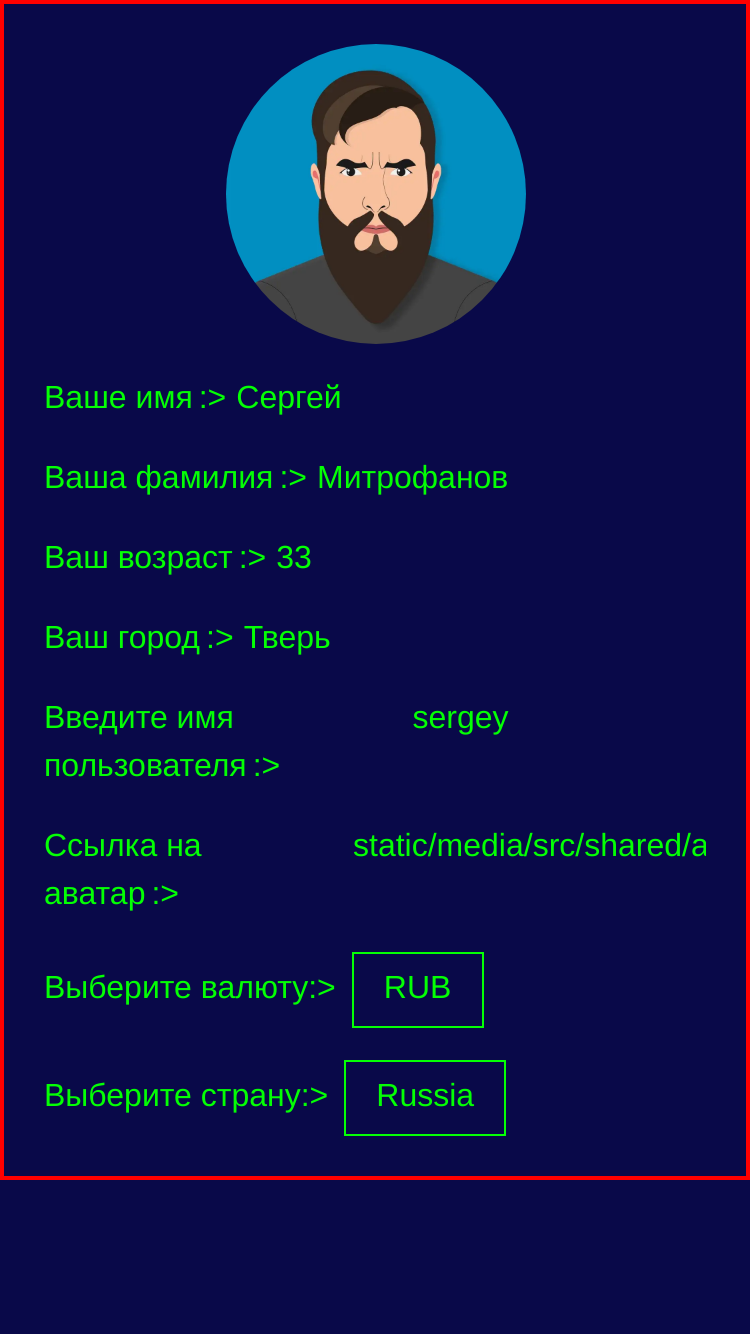 Ваше имя :> Сергей
Ваша фамилия :> Митрофанов
Ваш возраст :> 33
Ваш город :> Тверь
Введите имя sergey
пользователя :>
Ссылка на static/media/src/shared/a
аватар :>
Выберите валюту:> RUB
Выберите страну:> Russia